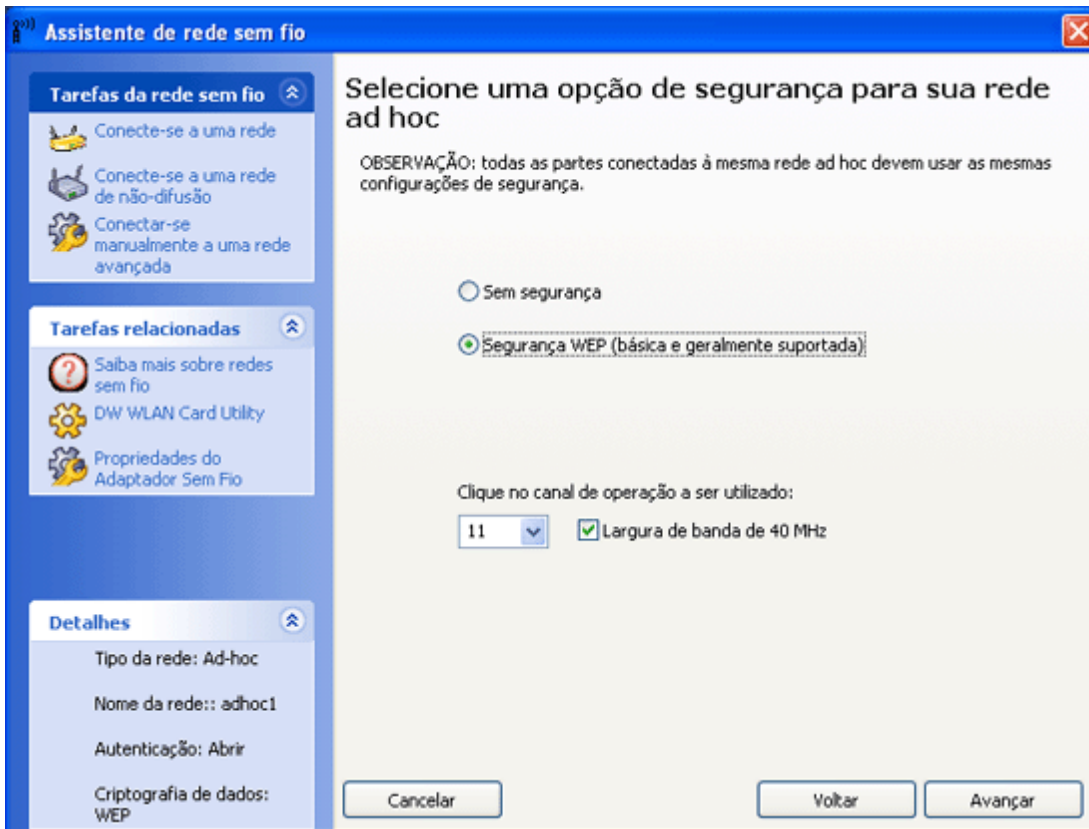 Assistente de rede sem fio
Tarefas da rede sem fio
Conecte-se a uma rede
Conecte-se a uma rede
de não-difusão
Conectar-se
manualmente a uma rede
avançada
Tarefas relacionadas
Saiba mais sobre redes
sem fio
DW WLAN Card Utility
Propriedades do
Adaptador Sem Fio
Detalhes
Tipo da rede: Ad-hoc
Nome da rede:: adhoc1
Autenticação: Abrir
Criptografia de dados:
WEP
Selecione uma opção de segurança para sua rede
ad hoc
OBSERVAÇÃO: todas as partes conectadas à mesma rede ad hoc devem usar as mesmas
configurações de segurança.
Sem segurança
Segurança WEP (básica e geralmente suportada)
Clique no canal de operação a ser utilizado:
11 Largura de banda de 40 MHz
Cancelar Voltar Avançar